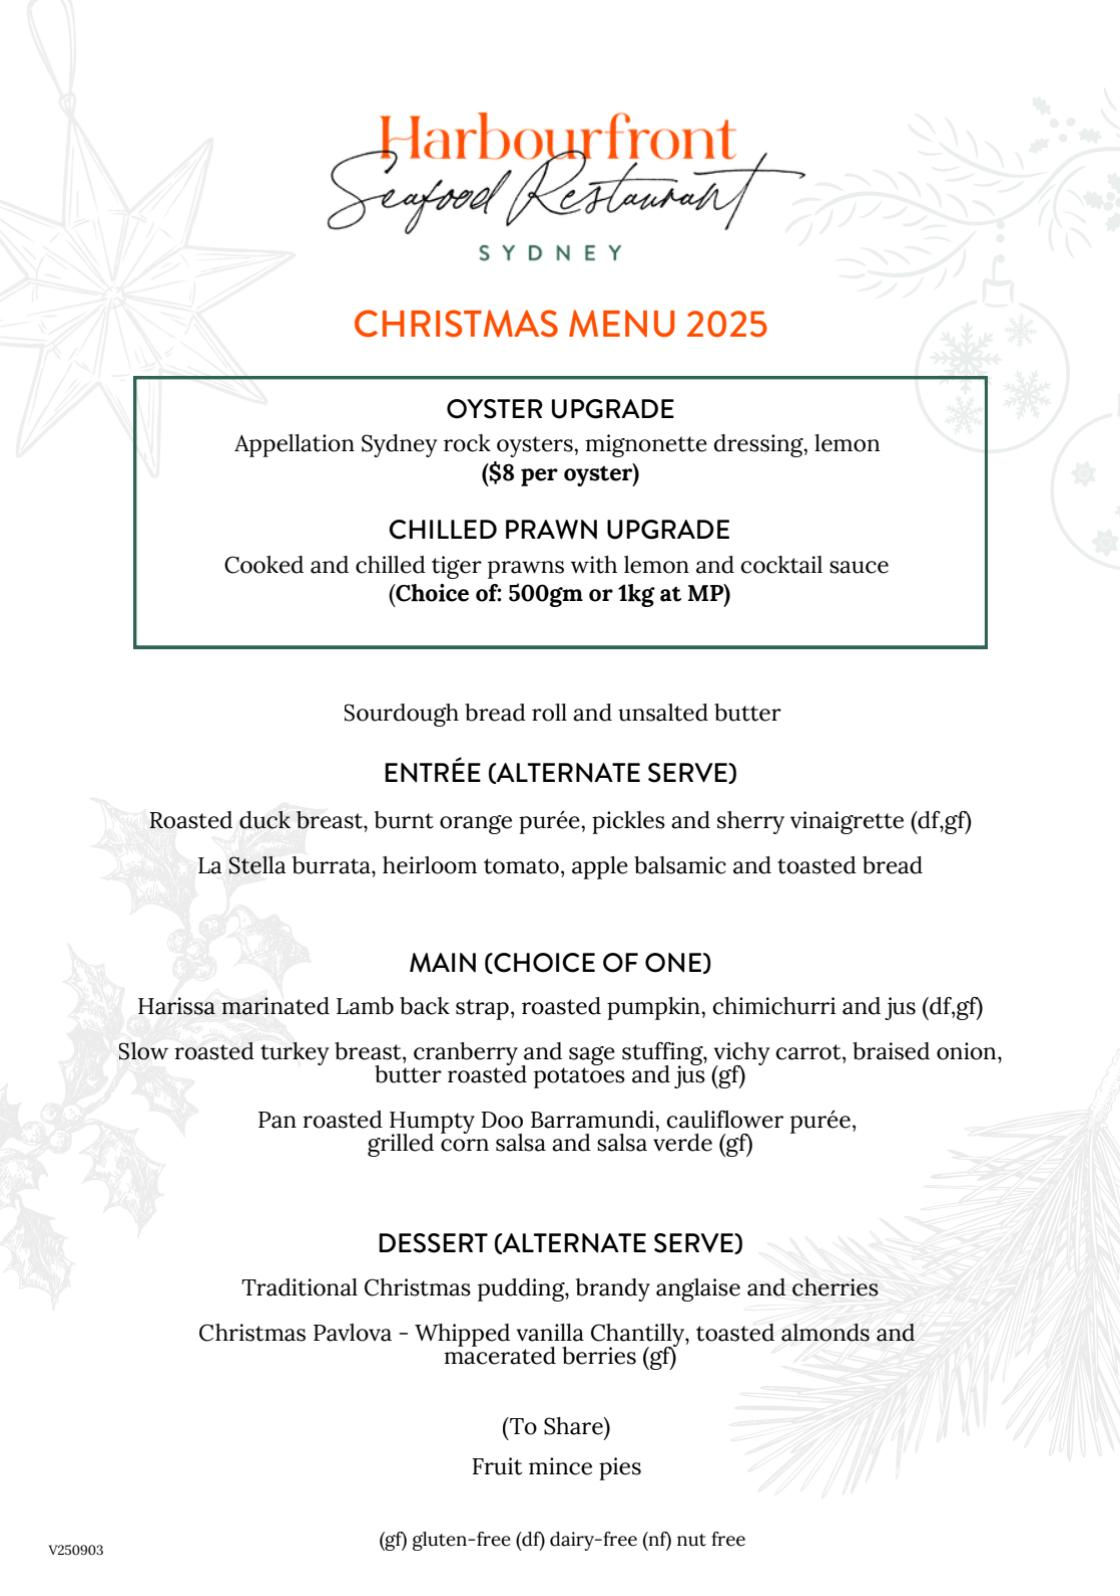 Harbourfront
Seafood Restaurant
SYDNEY
CHRISTMAS MENU 2025
OYSTER UPGRADE
Appellation Sydney rock oysters, mignonette dressing, lemon
($8 per oyster)
CHILLED PRAWN UPGRADE
Cooked and chilled tiger prawns with lemon and cocktail sauce
(Choice of: 500gm or 1kg at MP)
Sourdough bread roll and unsalted butter
ENTRÉE (ALTERNATE SERVE)
Roasted duck breast, burnt orange purée, pickles and sherry vinaigrette (df,gf)
La Stella burrata, heirloom tomato, apple balsamic and toasted bread
MAIN (CHOICE OF ONE)
Harissa marinated Lamb back strap, roasted pumpkin, chimichurri and jus (df,gf)
Slow roasted turkey breast, cranberry and sage stuffing, vichy carrot, braised onion,
butter roasted potatoes and jus (gf)
Pan roasted Humpty Doo Barramundi, cauliflower purée,
grilled corn salsa and salsa verde (gf)
DESSERT (ALTERNATE SERVE)
Traditional Christmas pudding, brandy anglaise and cherries
Christmas Pavlova - Whipped vanilla Chantilly, toasted almonds and
macerated berries (gf)
(To Share)
Fruit mince pies
(gf) gluten-free (df) dairy-free (nf) nut free
V250903